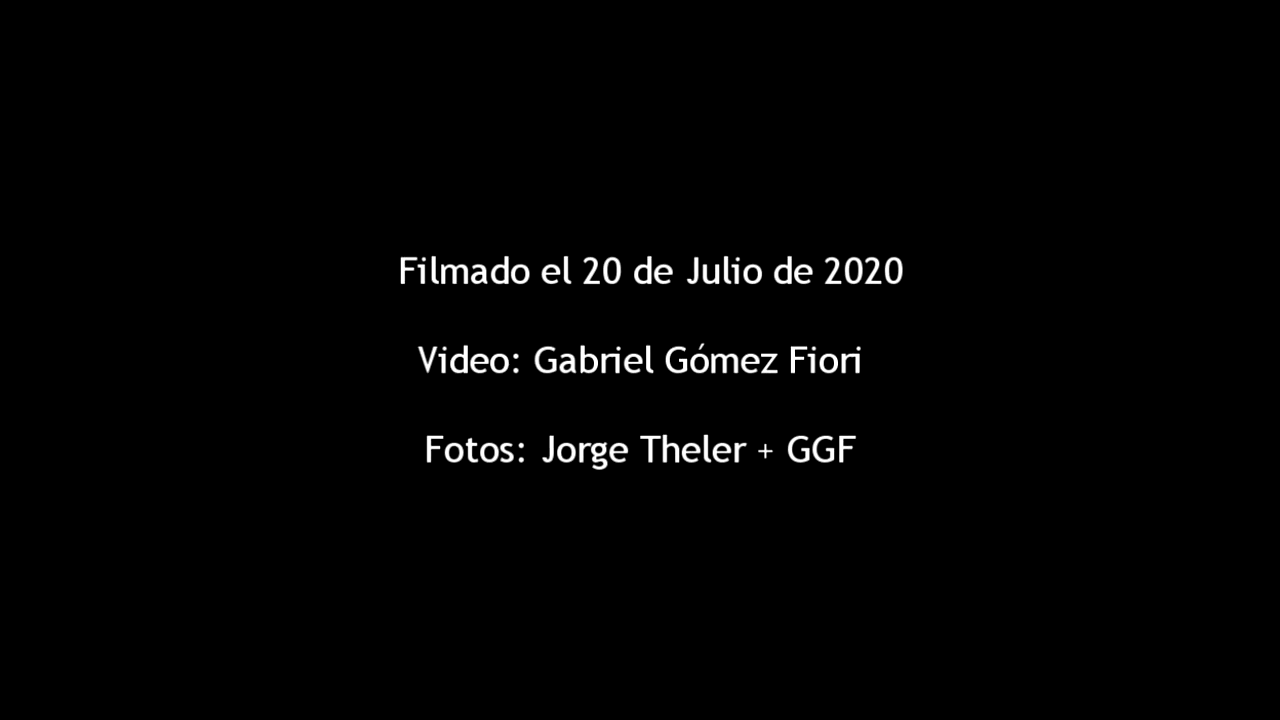 Filmado el 20 de Julio de 2020
Video: Gabriel Gómez Fiori
Fotos: Jorge Theler + GGF